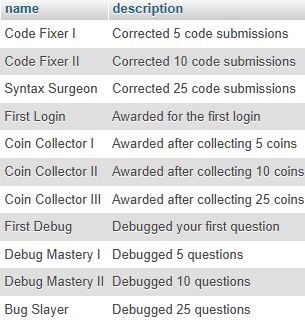 name description
Code Fixer I Corrected 5 code submissions
Code Fixer II Corrected 10 code submissions
Syntax Surgeon Corrected 25 code submissions
First Login Awarded for the first login
Coin Collector I Awarded after collecting 5 coins
Coin Collector II Awarded after collecting 10 coins
Coin Collector III Awarded after collecting 25 coins
First Debug Debugged your first question
Debug Mastery I Debugged 5 questions
Debug Mastery II Debugged 10 questions
Bug Slayer Debugged 25 questions